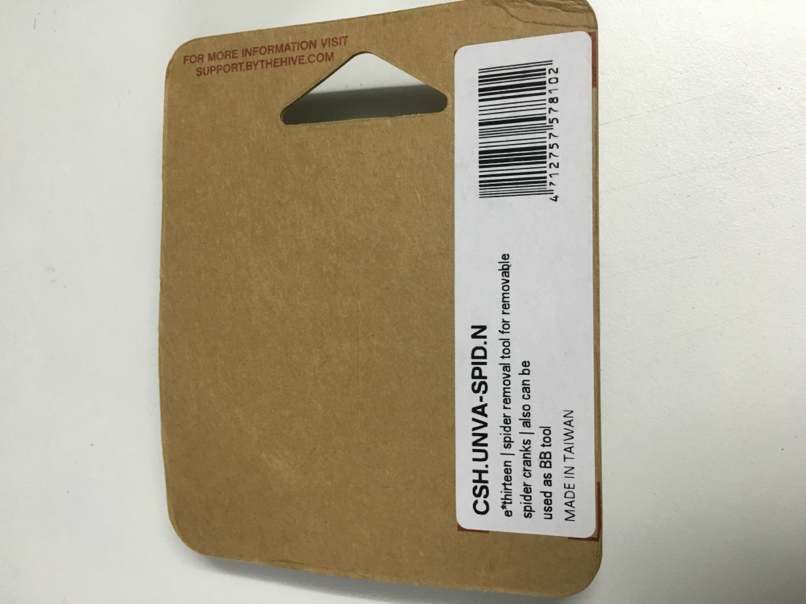 FOR MORE INFORMATION VISIT
SUPPORT.BYTHEHIVE.COM
CSH.UNVA-SPID.N
e*thirteen | spider removal tool for removable
spider cranks | also can be
used as BB tool
MADE IN TAIWAN
4 712757 578102